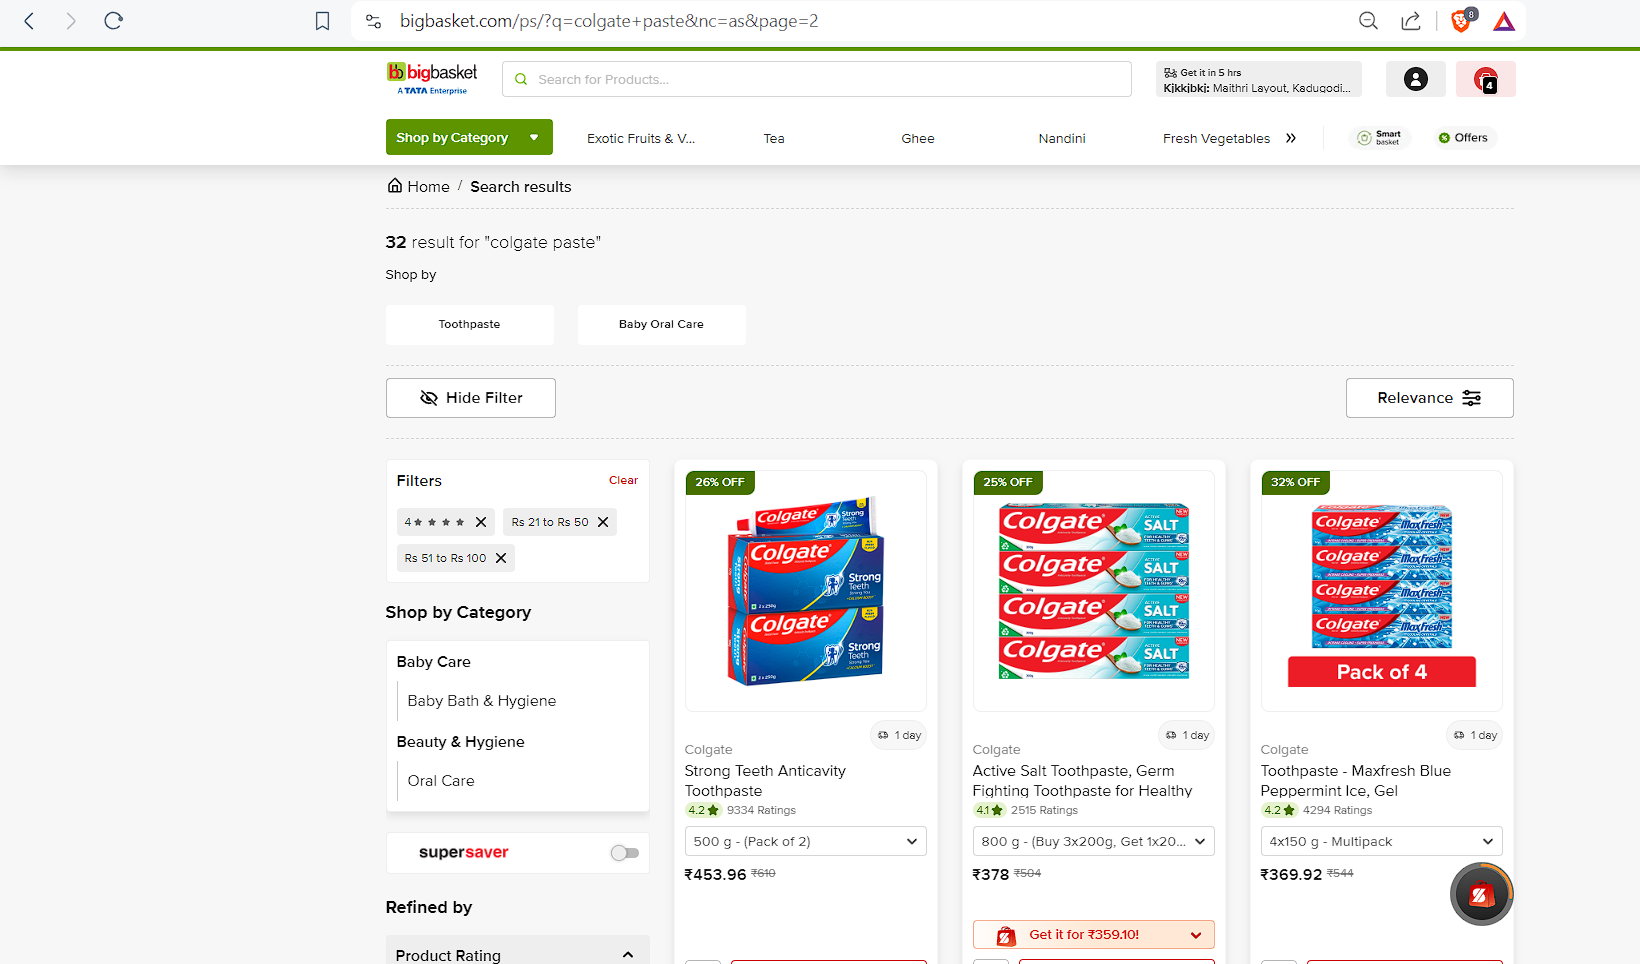 bigbasket.com/ps/?q=colgate+paste&nc=as&page=2
8
bigbasket
A TATA Enterprise
Search for Products...
Get it in 5 hrs
Kjkkjbkj: Maithri Layout, Kadugodi...
4
Shop by Category
Exotic Fruits & V...
Tea
Ghee
Nandini
Fresh Vegetables
Smart
basket
Offers
Home / Search results
32 result for "colgate paste"
Shop by
Toothpaste
Baby Oral Care
Hide Filter
Relevance
Filters
Clear
4
Rs 21 to Rs 50
Rs 51 to Rs 100
Shop by Category
Baby Care
Baby Bath & Hygiene
Beauty & Hygiene
Oral Care
supersaver
Refined by
Product Rating
26% OFF
Colgate
Strong
Teeth
Colgate
Strong
Teeth
Colgate
Strong
Teeth
1 day
Colgate
Strong Teeth Anticavity
Toothpaste
4.2 9334 Ratings
500 g - (Pack of 2)
₹453.96 ₹610
25% OFF
Colgate
ACTIVE
SALT
Colgate
ACTIVE
SALT
Colgate
ACTIVE
SALT
Colgate
ACTIVE
SALT
1 day
Colgate
Active Salt Toothpaste, Germ
Fighting Toothpaste for Healthy
4.1 2515 Ratings
800 g - (Buy 3x200g, Get 1x20...
₹378 ₹504
Get it for ₹359.10!
32% OFF
Colgate MaxFresh
Colgate MaxFresh
Colgate MaxFresh
Colgate MaxFresh
Pack of 4
1 day
Colgate
Toothpaste - Maxfresh Blue
Peppermint Ice, Gel
4.2 4294 Ratings
4x150 g - Multipack
₹369.92 ₹544